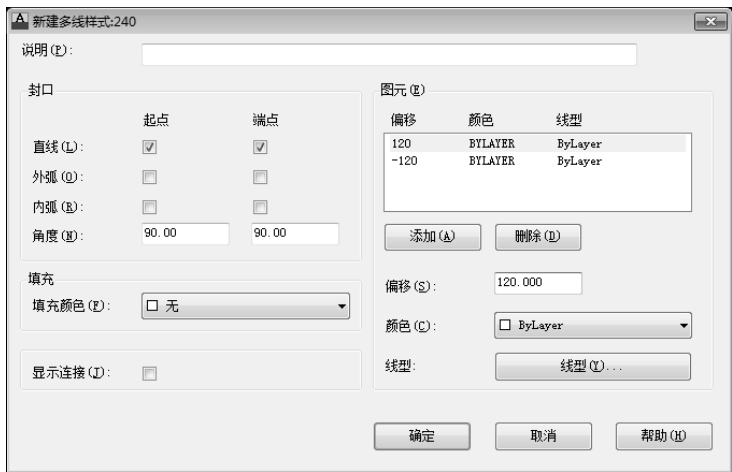 新建多线样式:240
说明(P):
封口
起点 端点
直线(L):
外弧(O):
内弧(R):
角度(N): 90.00 90.00
填充
填充颜色(F): 无
显示连接(J):
图元(E)
偏移 颜色 线型
120 BYLAYER ByLayer
-120 BYLAYER ByLayer
添加(A) 删除(D)
偏移(S): 120.000
颜色(C): ByLayer
线型: 线型(Y)...
确定 取消 帮助(H)